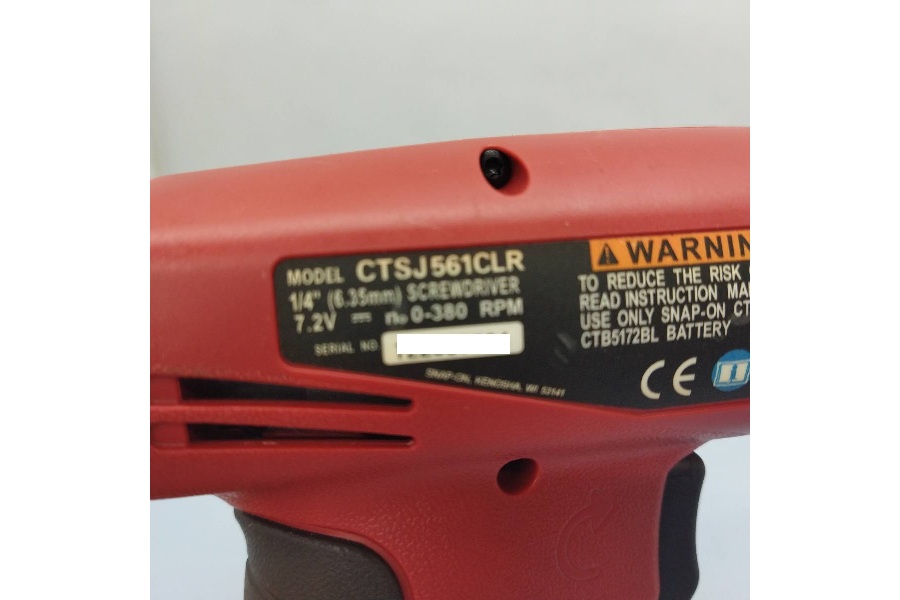 MODEL CTSJ561CLR
1/4" (6.35mm) SCREWDRIVER
7.2V ⎓ n₀ 0-380 RPM
SERIAL NO.
SNAP-ON, KENOSHA, WI 53141
WARNIN
TO REDUCE THE RISK
READ INSTRUCTION MA
USE ONLY SNAP-ON CT
CTB5172BL BATTERY
CE